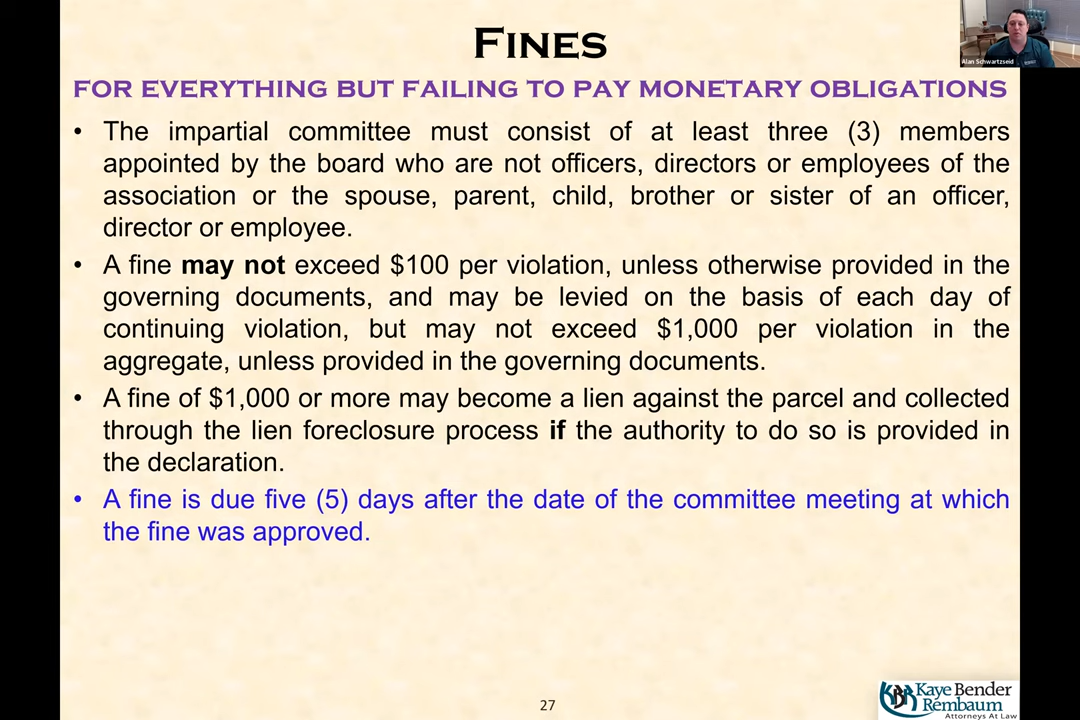 FINES
Alan Schwartzseid
FOR EVERYTHING BUT FAILING TO PAY MONETARY OBLIGATIONS
• The impartial committee must consist of at least three (3) members
appointed by the board who are not officers, directors or employees of the
association or the spouse, parent, child, brother or sister of an officer,
director or employee.
• A fine may not exceed $100 per violation, unless otherwise provided in the
governing documents, and may be levied on the basis of each day of
continuing violation, but may not exceed $1,000 per violation in the
aggregate, unless provided in the governing documents.
• A fine of $1,000 or more may become a lien against the parcel and collected
through the lien foreclosure process if the authority to do so is provided in
the declaration.
• A fine is due five (5) days after the date of the committee meeting at which
the fine was approved.
27
KBR Kaye Bender
Rembaum
Attorneys At Law